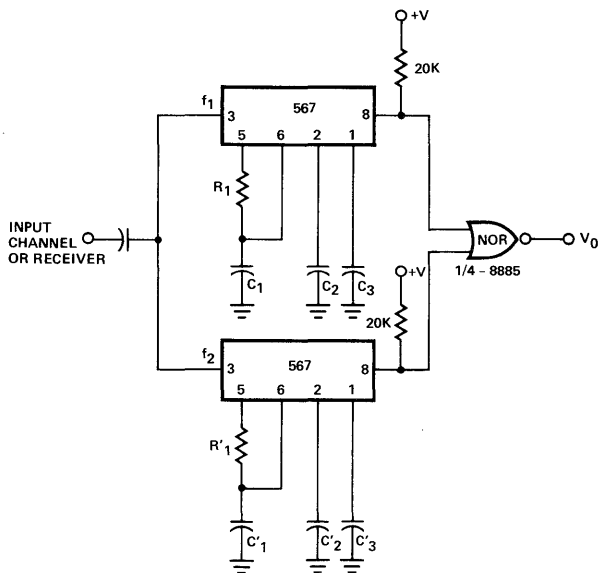 +V
20K
f1
567
3
8
5
6
2
1
R1
C1
C2
C3
INPUT
CHANNEL
OR RECEIVER
NOR
V0
1/4 – 8885
+V
20K
f2
567
3
8
5
6
2
1
R'1
C'1
C'2
C'3